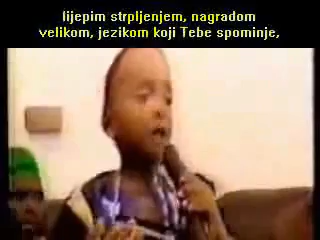 lijepim strpljenjem, nagradom
velikom, jezikom koji Tebe spominje,